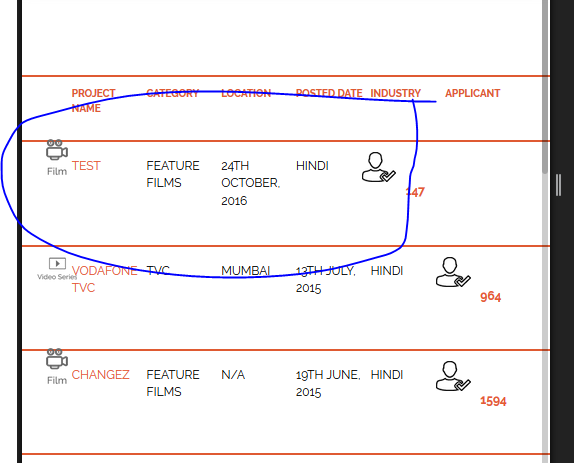 PROJECT NAME CATEGORY LOCATION POSTED DATE INDUSTRY APPLICANT
Film TEST FEATURE FILMS 24TH OCTOBER, 2016 HINDI 147
Video Series VODAFONE TVC TVC MUMBAI 13TH JULY, 2015 HINDI 964
Film CHANGEZ FEATURE FILMS N/A 19TH JUNE, 2015 HINDI 1594